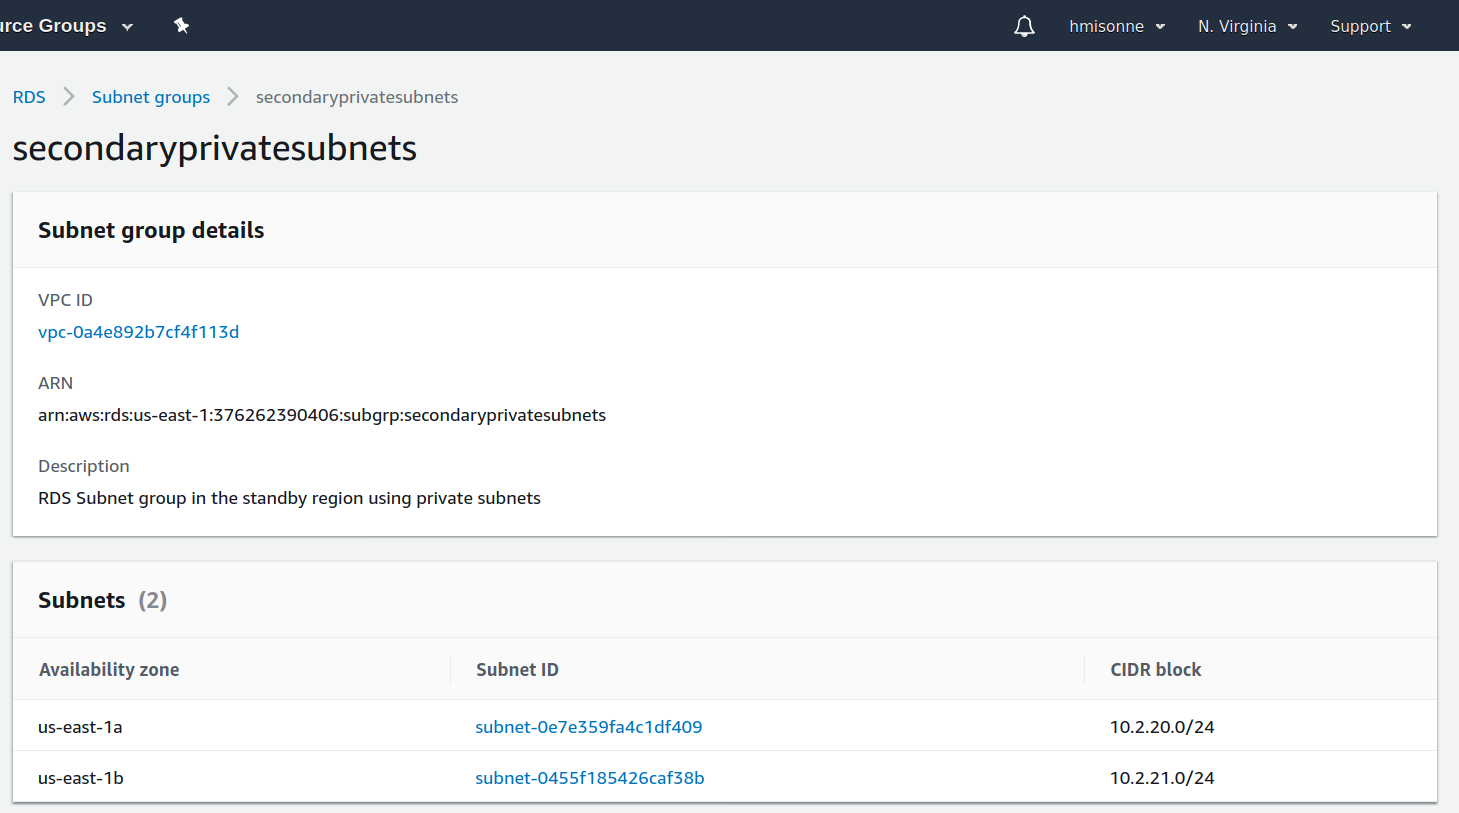 urce Groups
hmisonne N. Virginia Support
RDS Subnet groups secondaryprivatesubnets
secondaryprivatesubnets
Subnet group details
VPC ID
vpc-0a4e892b7cf4f113d
ARN
arn:aws:rds:us-east-1:376262390406:subgrp:secondaryprivatesubnets
Description
RDS Subnet group in the standby region using private subnets
Subnets (2)
Availability zone Subnet ID CIDR block
us-east-1a subnet-0e7e359fa4c1df409 10.2.20.0/24
us-east-1b subnet-0455f185426caf38b 10.2.21.0/24